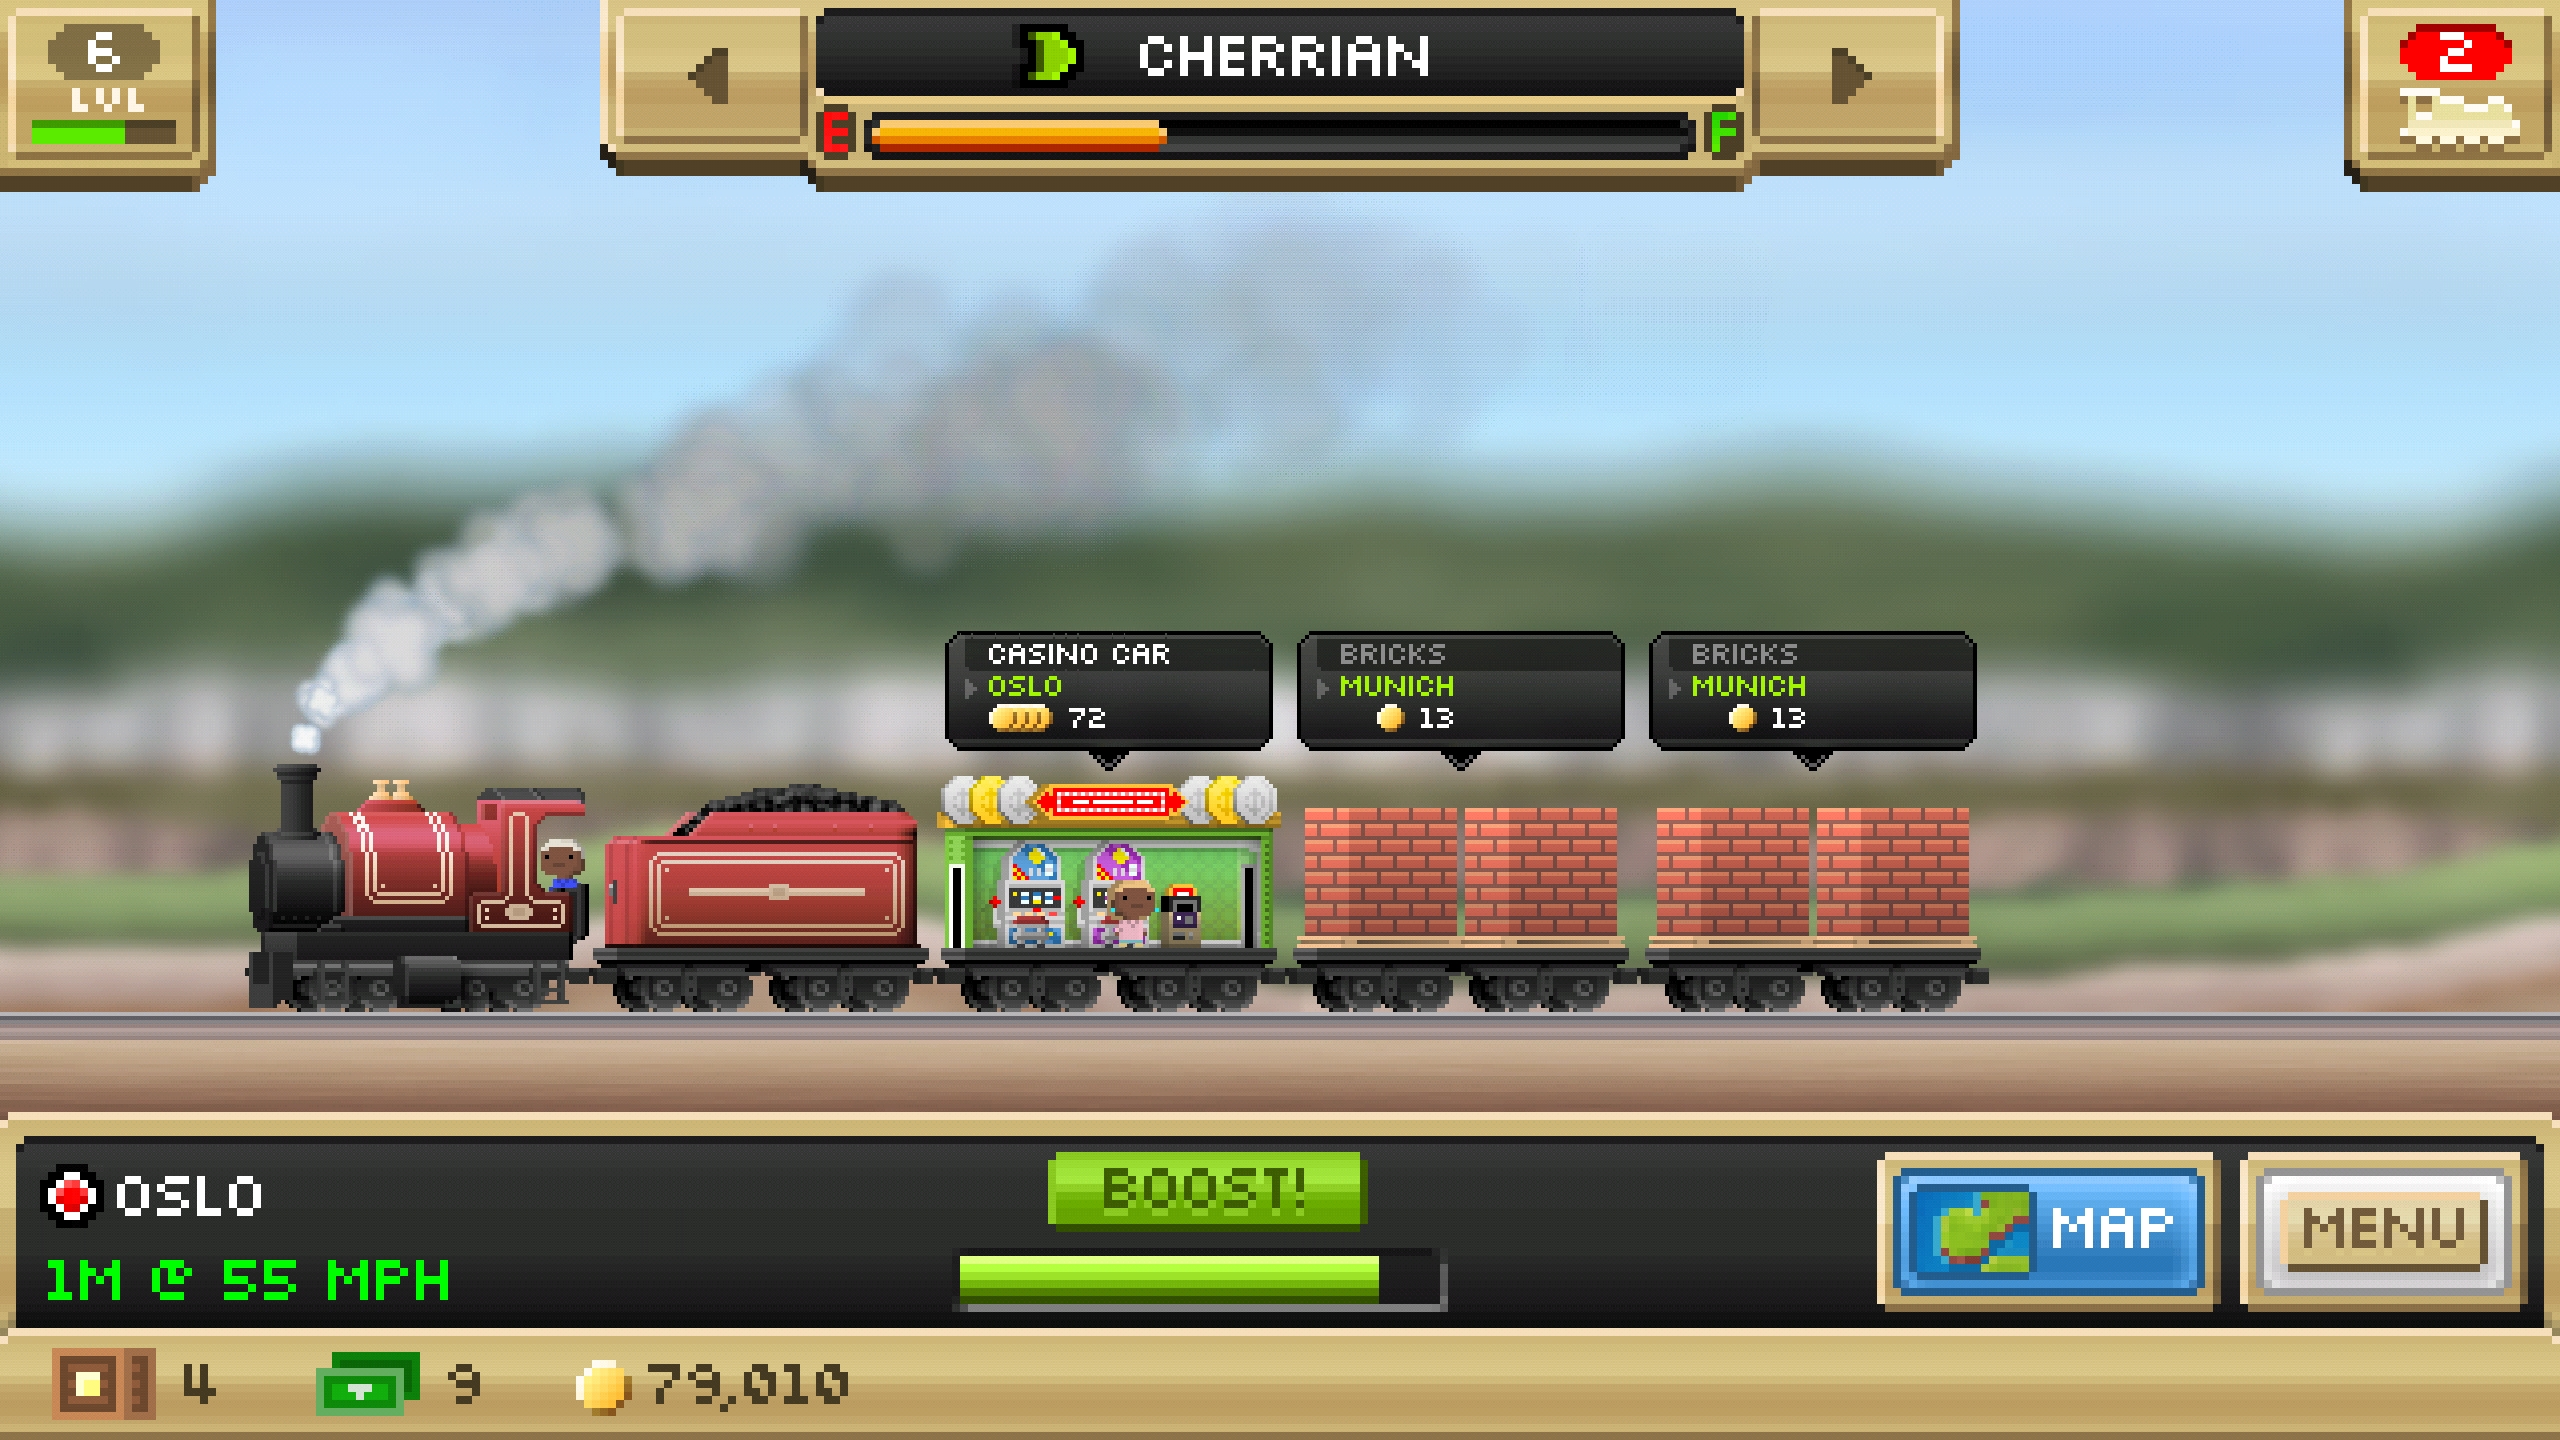 6
LVL
CHERRIAN
E
F
2
CASINO CAR
OSLO
72
BRICKS
MUNICH
13
BRICKS
MUNICH
13
OSLO
1M @ 55 MPH
BOOST!
MAP
MENU
4
9
79,010